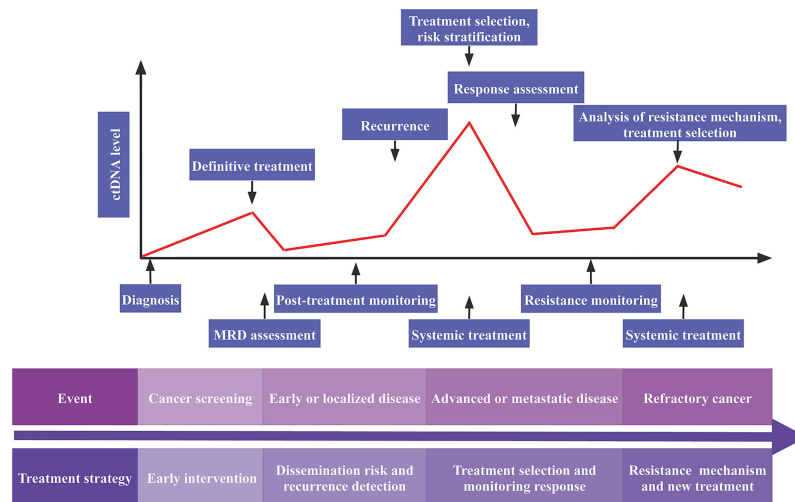 Treatment selection,
risk stratification
Response assessment
Recurrence
Analysis of resistance mechanism,
treatment selcetion
Definitive treatment
ctDNA level
Diagnosis
Post-treatment monitoring
Resistance monitoring
MRD assessment
Systemic treatment
Systemic treatment
Event
Cancer screening
Early or localized disease
Advanced or metastatic disease
Refractory cancer
Treatment strategy
Early intervention
Dissemination risk and
recurrence detection
Treatment selection and
monitoring response
Resistance mechanism
and new treatment